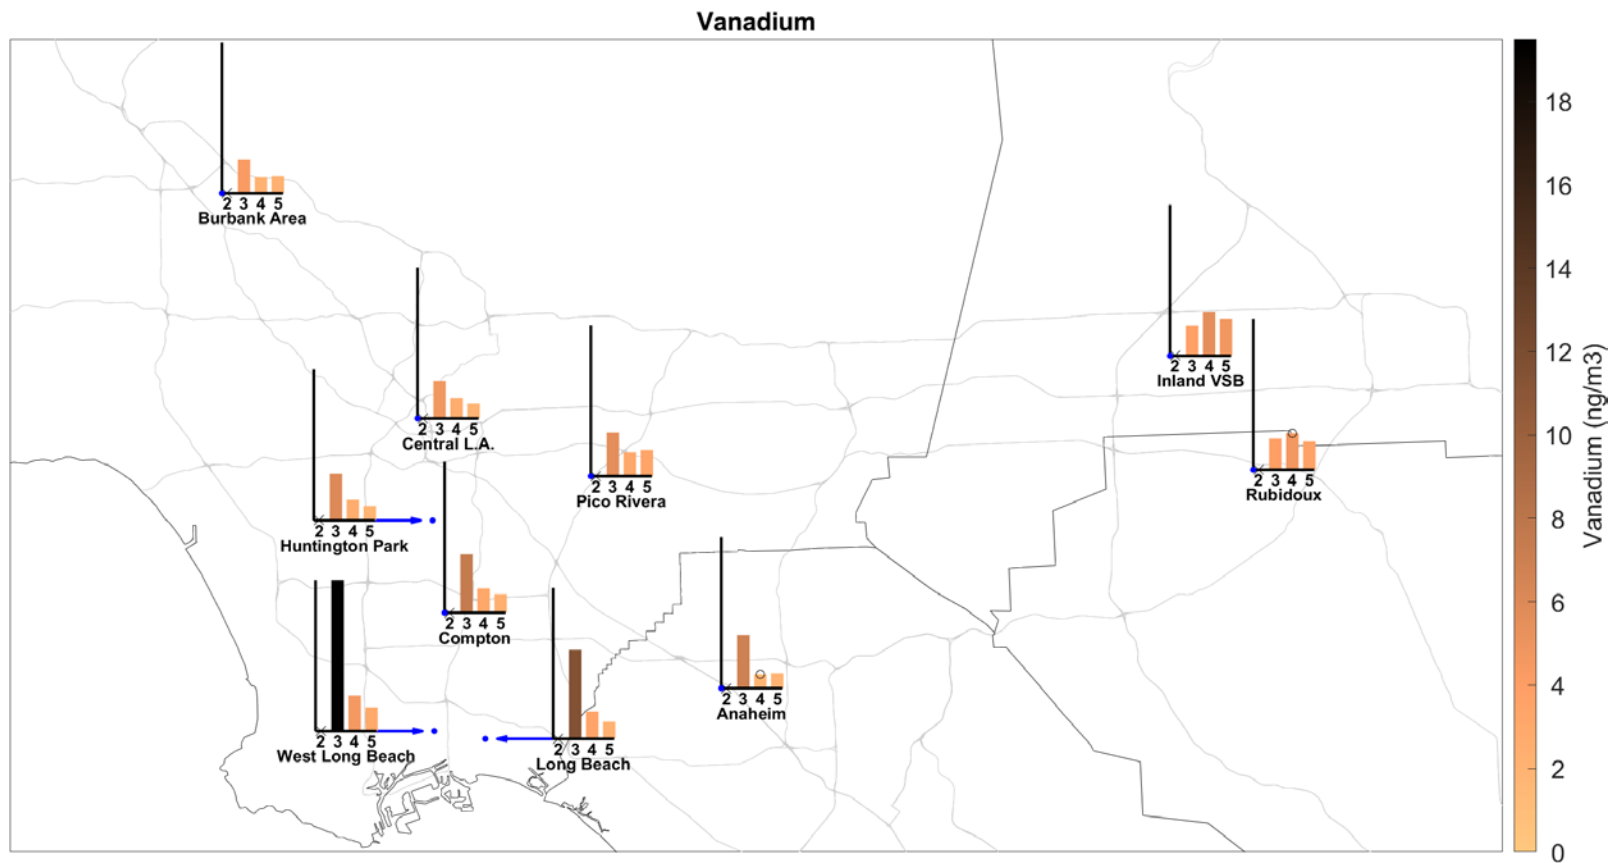 Vanadium
2 3 4 5
Burbank Area
2 3 4 5
Central L.A.
2 3 4 5
Pico Rivera
2 3 4 5
Inland VSB
2 3 4 5
Rubidoux
2 3 4 5
Huntington Park
2 3 4 5
Compton
2 3 4 5
Anaheim
2 3 4 5
West Long Beach
2 3 4 5
Long Beach
18
16
14
12
10
8
6
4
2
0
Vanadium (ng/m3)